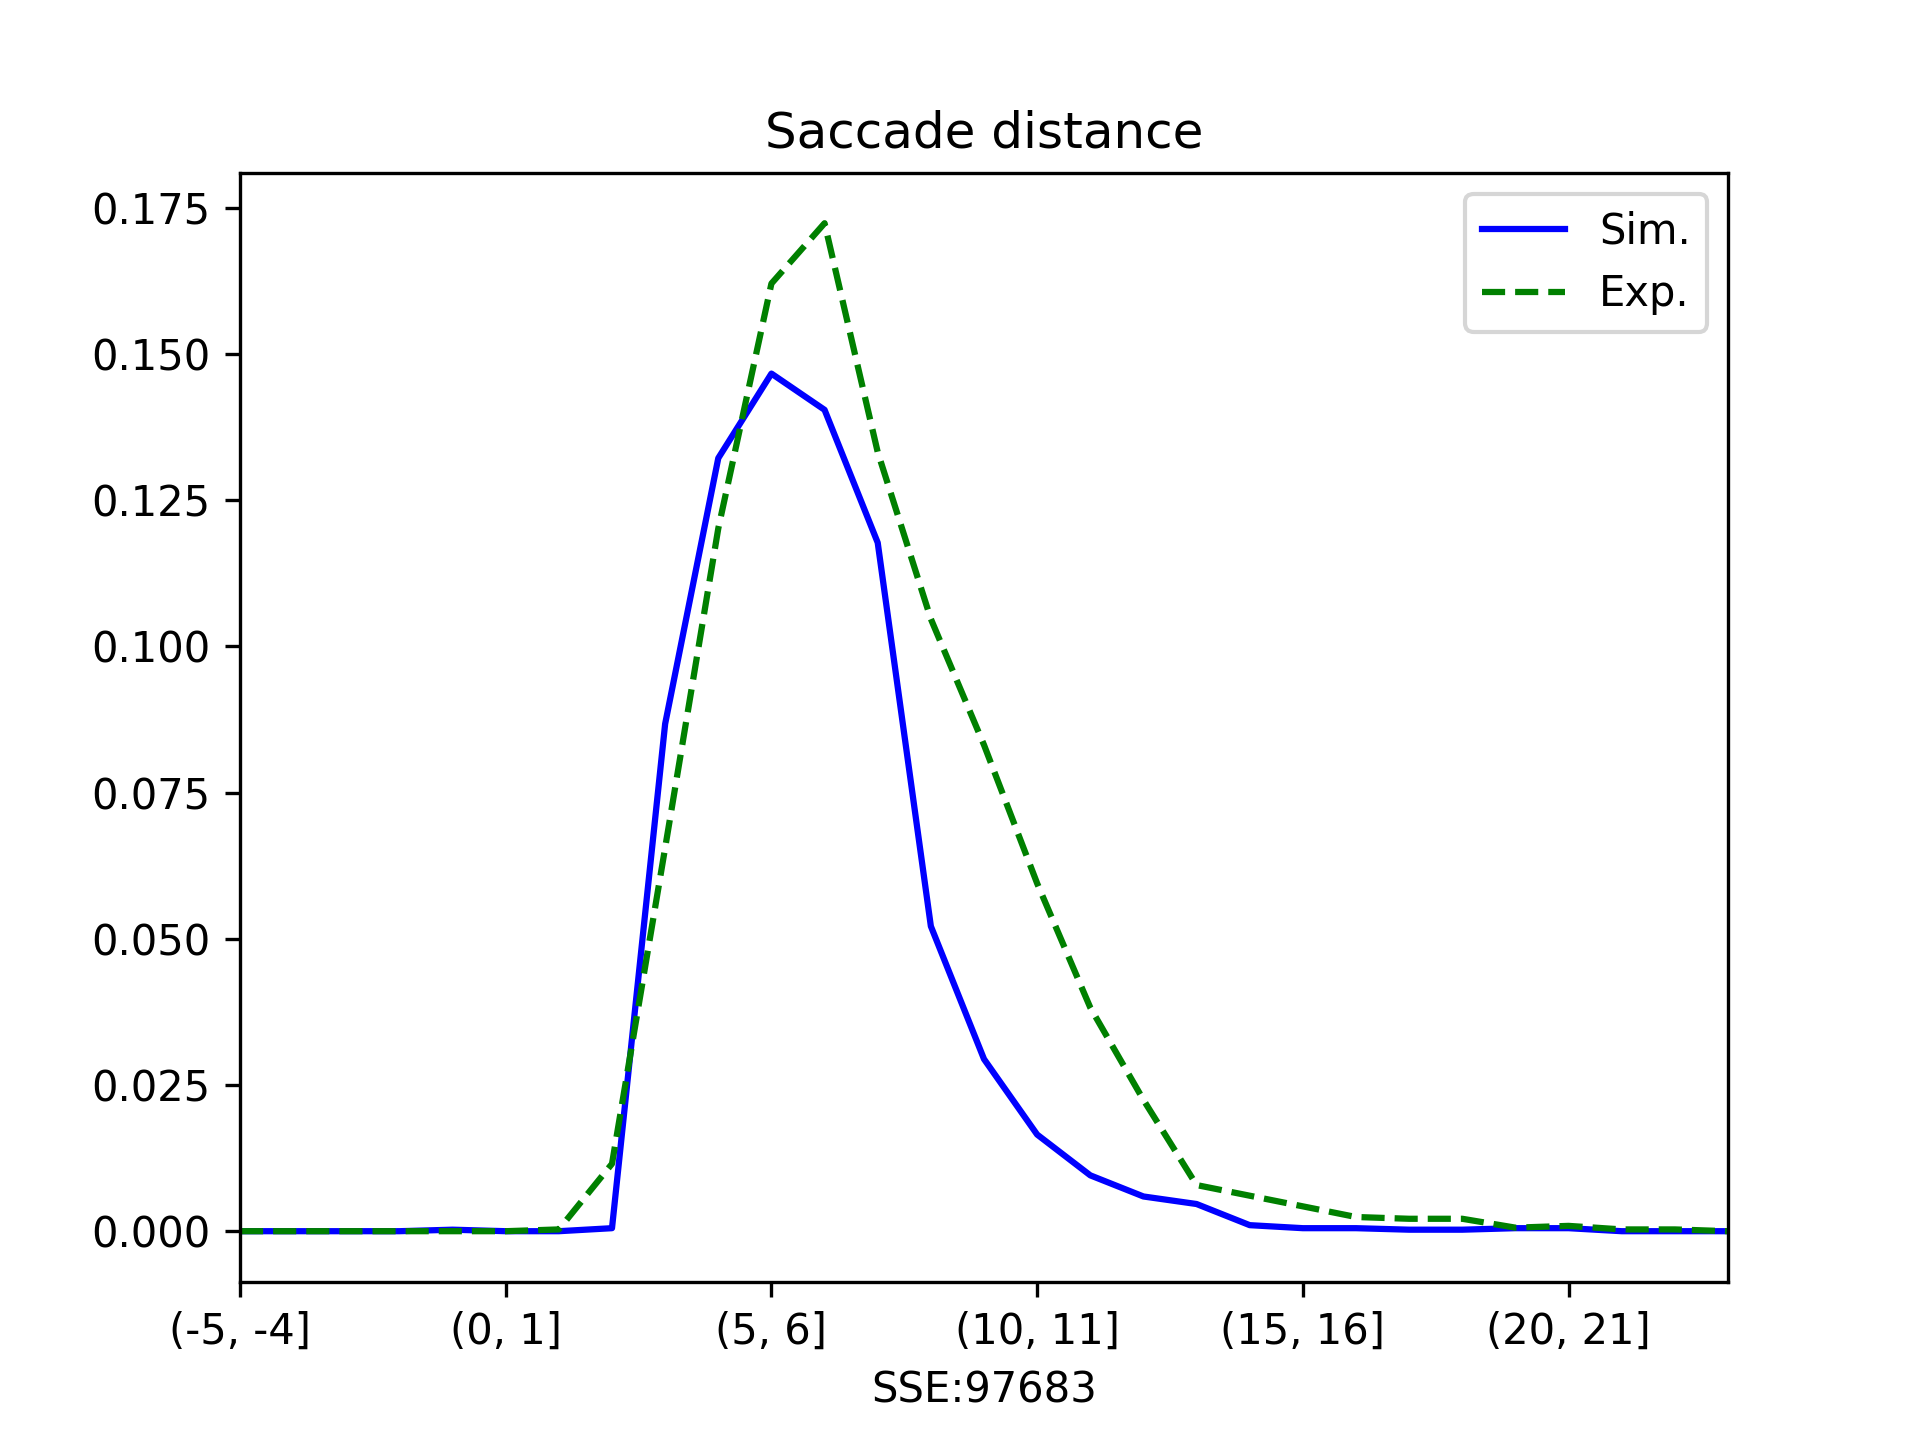 Saccade distance
0.175
0.150
0.125
0.100
0.075
0.050
0.025
0.000
Sim.
Exp.
(-5, -4] (0, 1] (5, 6] (10, 11] (15, 16] (20, 21]
SSE:97683